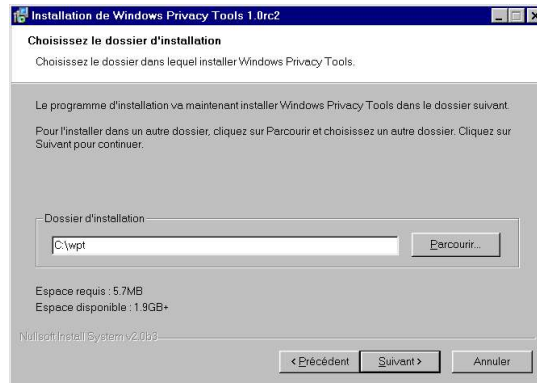 Installation de Windows Privacy Tools 1.0rc2
Choisissez le dossier d'installation
Choisissez le dossier dans lequel installer Windows Privacy Tools.
Le programme d'installation va maintenant installer Windows Privacy Tools dans le dossier suivant.
Pour l'installer dans un autre dossier, cliquez sur Parcourir et choisissez un autre dossier. Cliquez sur
Suivant pour continuer.
Dossier d'installation
C:\wpt
Parcourir...
Espace requis : 5.7MB
Espace disponible : 1.9GB+
Nullsoft Install System v2.0b3
< Précédent
Suivant >
Annuler